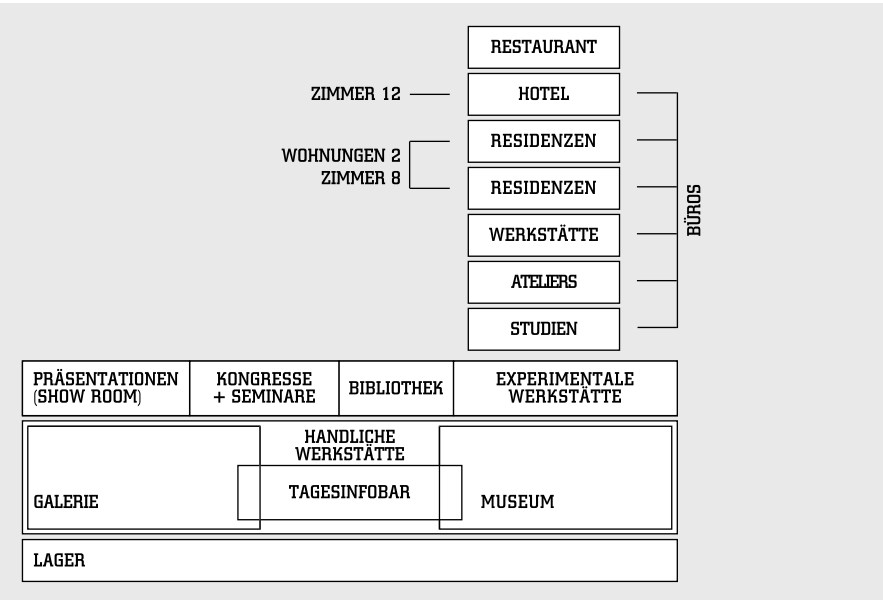 RESTAURANT
ZIMMER 12
HOTEL
RESIDENZEN
WOHNUNGEN 2
ZIMMER 8
RESIDENZEN
BÜROS
WERKSTÄTTE
ATELIERS
STUDIEN
PRÄSENTATIONEN
(SHOW ROOM)
KONGRESSE
+ SEMINARE
BIBLIOTHEK
EXPERIMENTALE
WERKSTÄTTE
HANDLICHE
WERKSTÄTTE
GALERIE
TAGESINFOBAR
MUSEUM
LAGER